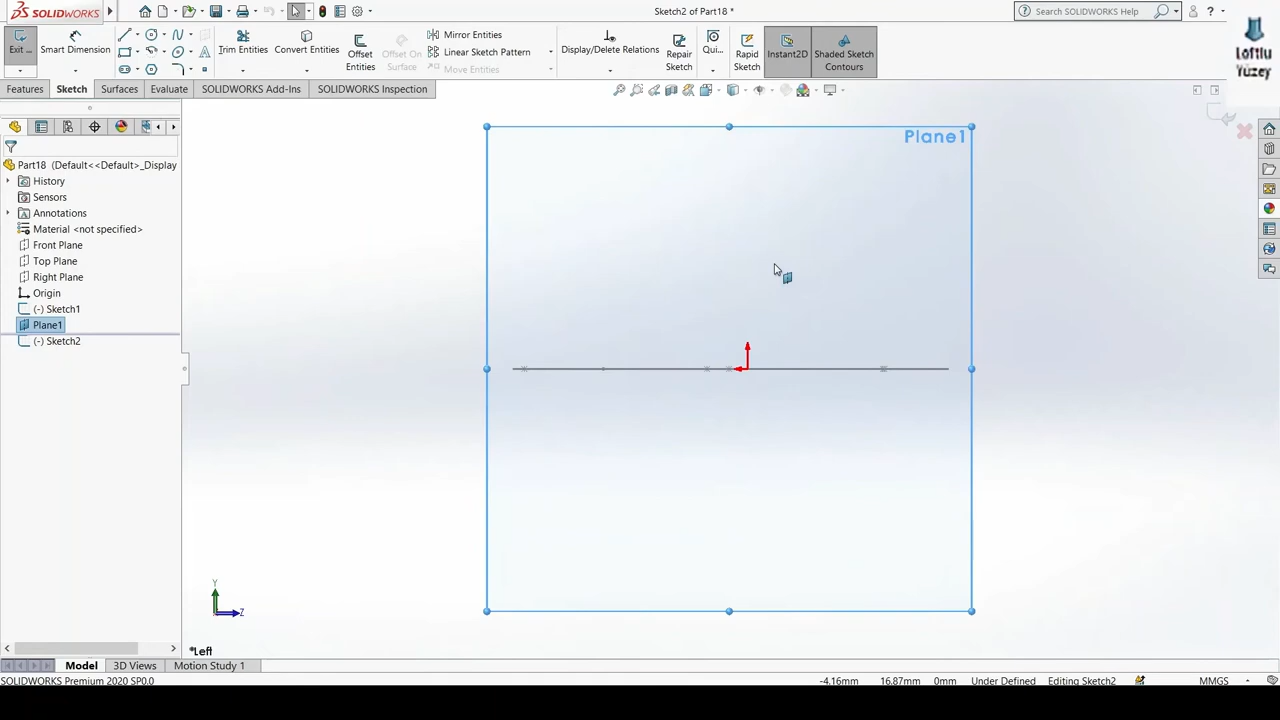 SOLIDWORKS
Sketch2 of Part18 *
Search SOLIDWORKS Help
Loftlu
Yüzey
Exit ...
Smart Dimension
Trim Entities
Convert Entities
Offset
Entities
Offset On
Surface
Mirror Entities
Linear Sketch Pattern
Move Entities
Display/Delete Relations
Repair
Sketch
Qui...
Rapid
Sketch
Instant2D
Shaded Sketch
Contours
Features
Sketch
Surfaces
Evaluate
SOLIDWORKS Add-Ins
SOLIDWORKS Inspection
Plane1
Part18 (Default<<Default>_Display
History
Sensors
Annotations
Material <not specified>
Front Plane
Top Plane
Right Plane
Origin
(-) Sketch1
Plane1
(-) Sketch2
Y
Z
*Left
Model
3D Views
Motion Study 1
SOLIDWORKS Premium 2020 SP0.0
-4.16mm
16.87mm
0mm
Under Defined
Editing Sketch2
MMGS